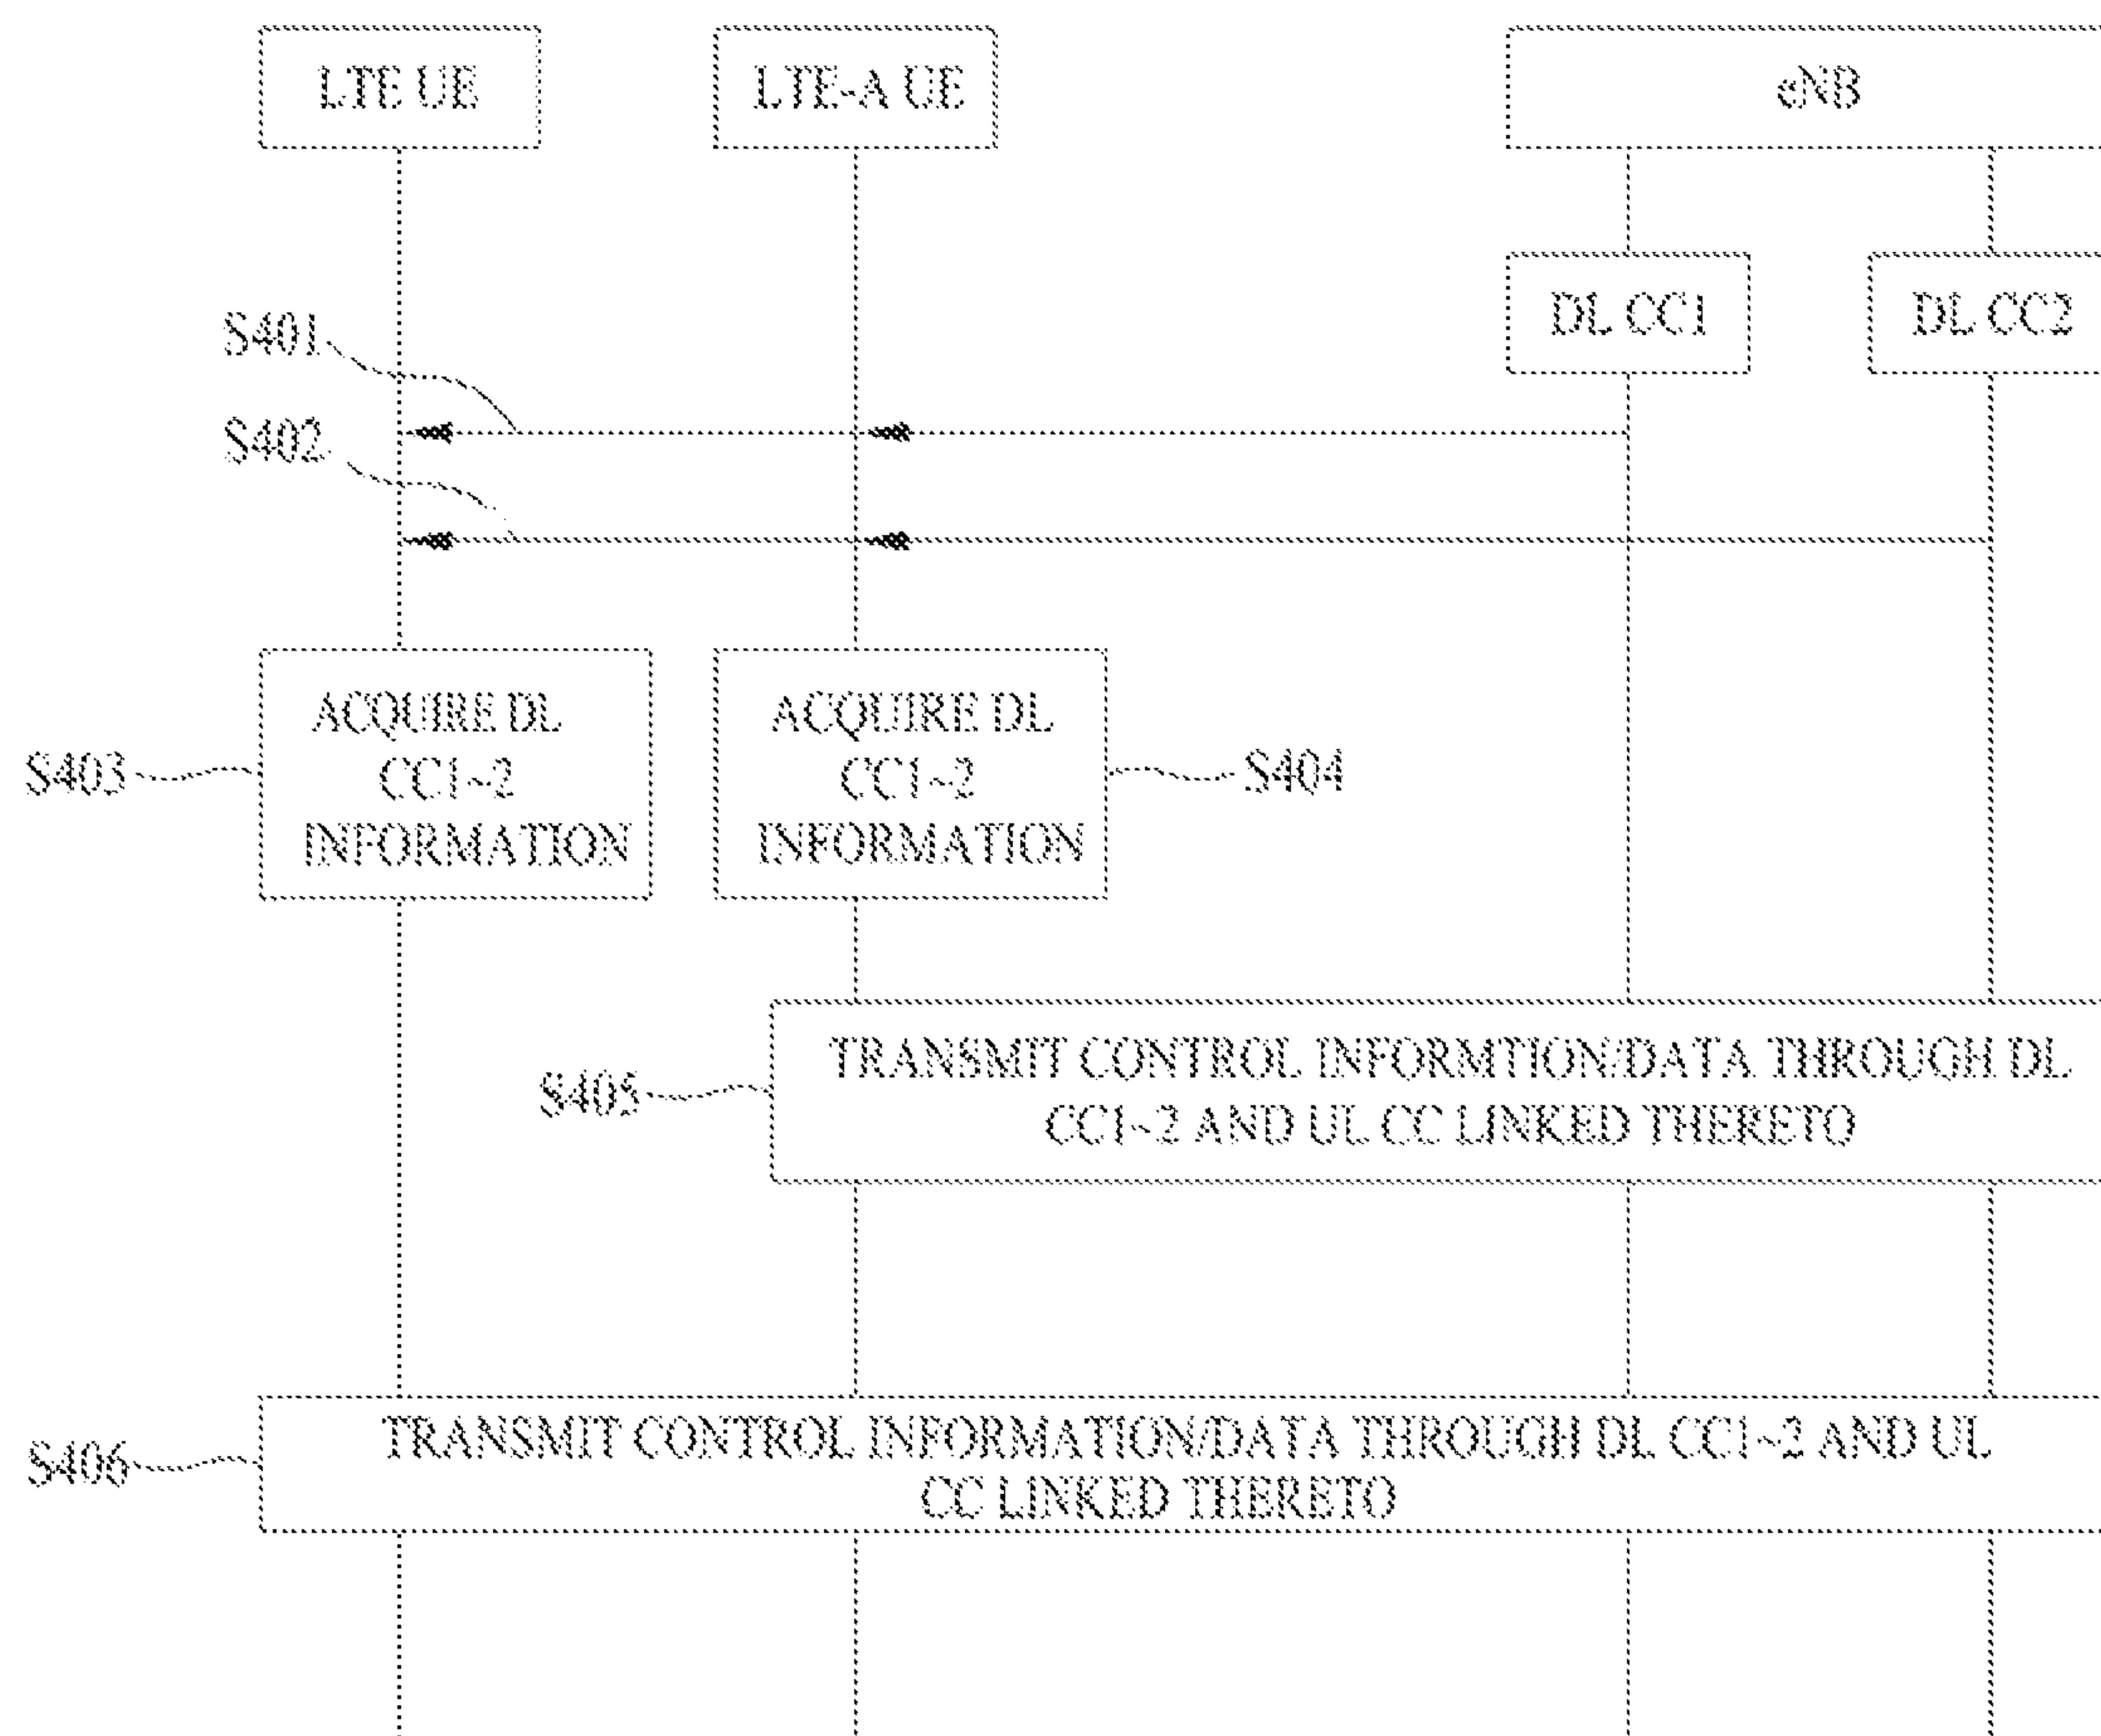 LTE UE
LTE-A UE
eNB
DL CC1
DL CC2
S401
S402
ACQUIRE DL
CC1~2
INFORMATION
S403
ACQUIRE DL
CC1~2
INFORMATION
S404
TRANSMIT CONTROL INFORMTION/DATA THROUGH DL
CC1~2 AND UL CC LINKED THERETO
S405
TRANSMIT CONTROL INFORMATION/DATA THROUGH DL CC1~2 AND UL
CC LINKED THERETO
S406